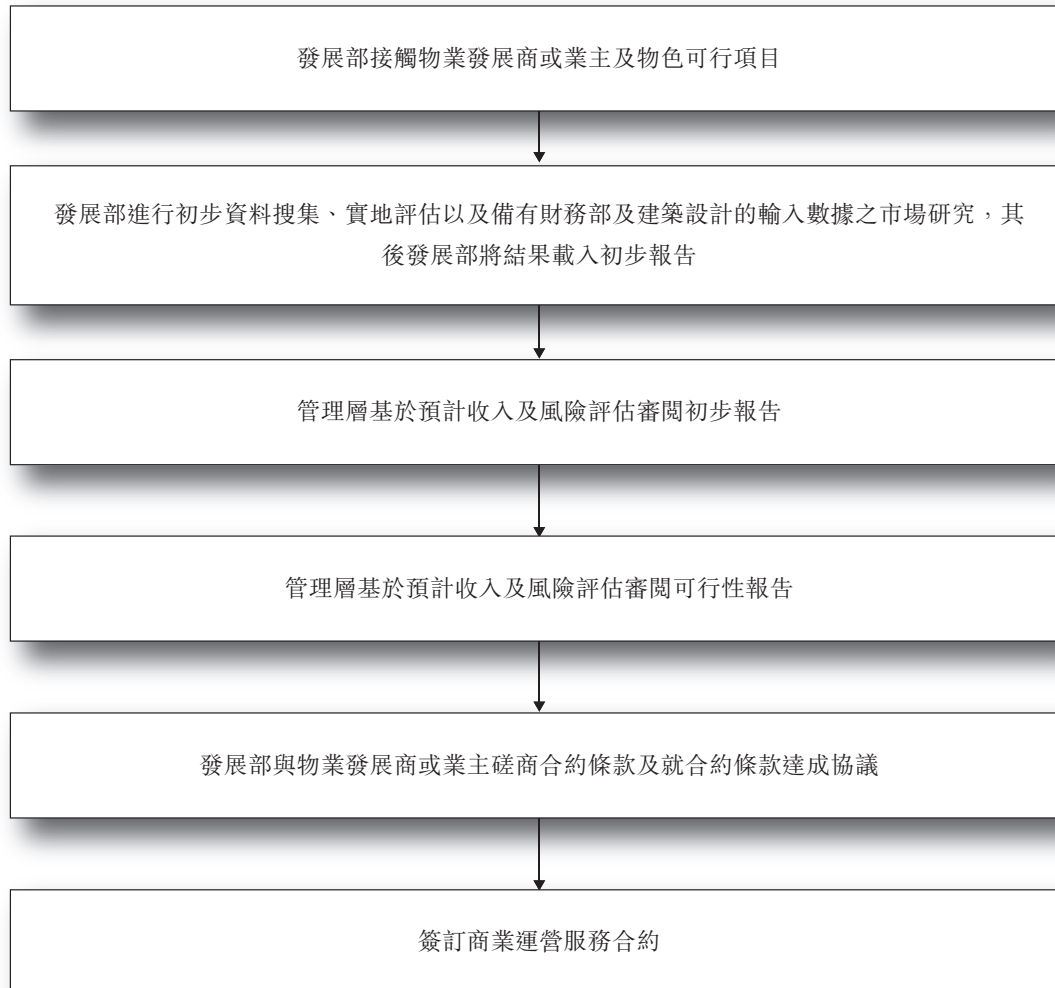 發展部接觸物業發展商或業主及物色可行項目
發展部進行初步資料搜集、實地評估以及備有財務部及建築設計的輸入數據之市場研究，其
後發展部將結果載入初步報告
管理層基於預計收入及風險評估審閱初步報告
管理層基於預計收入及風險評估審閱可行性報告
發展部與物業發展商或業主磋商合約條款及就合約條款達成協議
簽訂商業運營服務合約